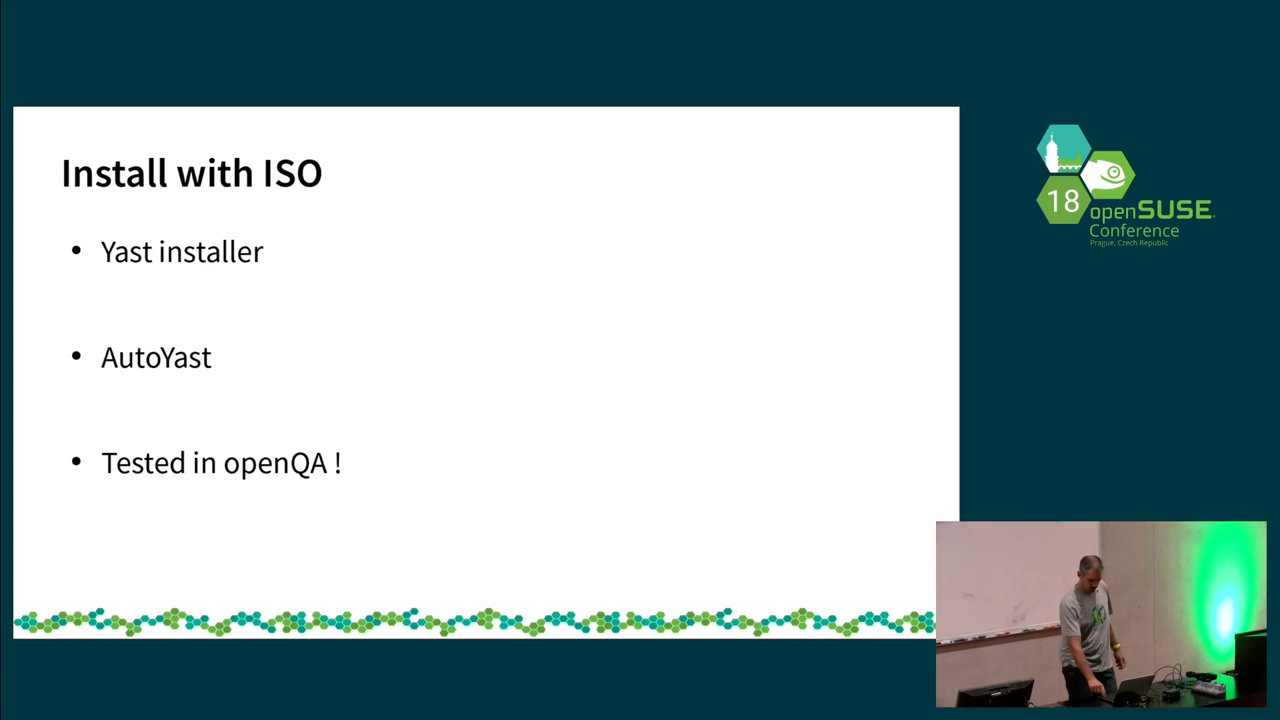 Install with ISO
• Yast installer
• AutoYast
• Tested in openQA !
18
openSUSE
Conference
Prague, Czech Republic